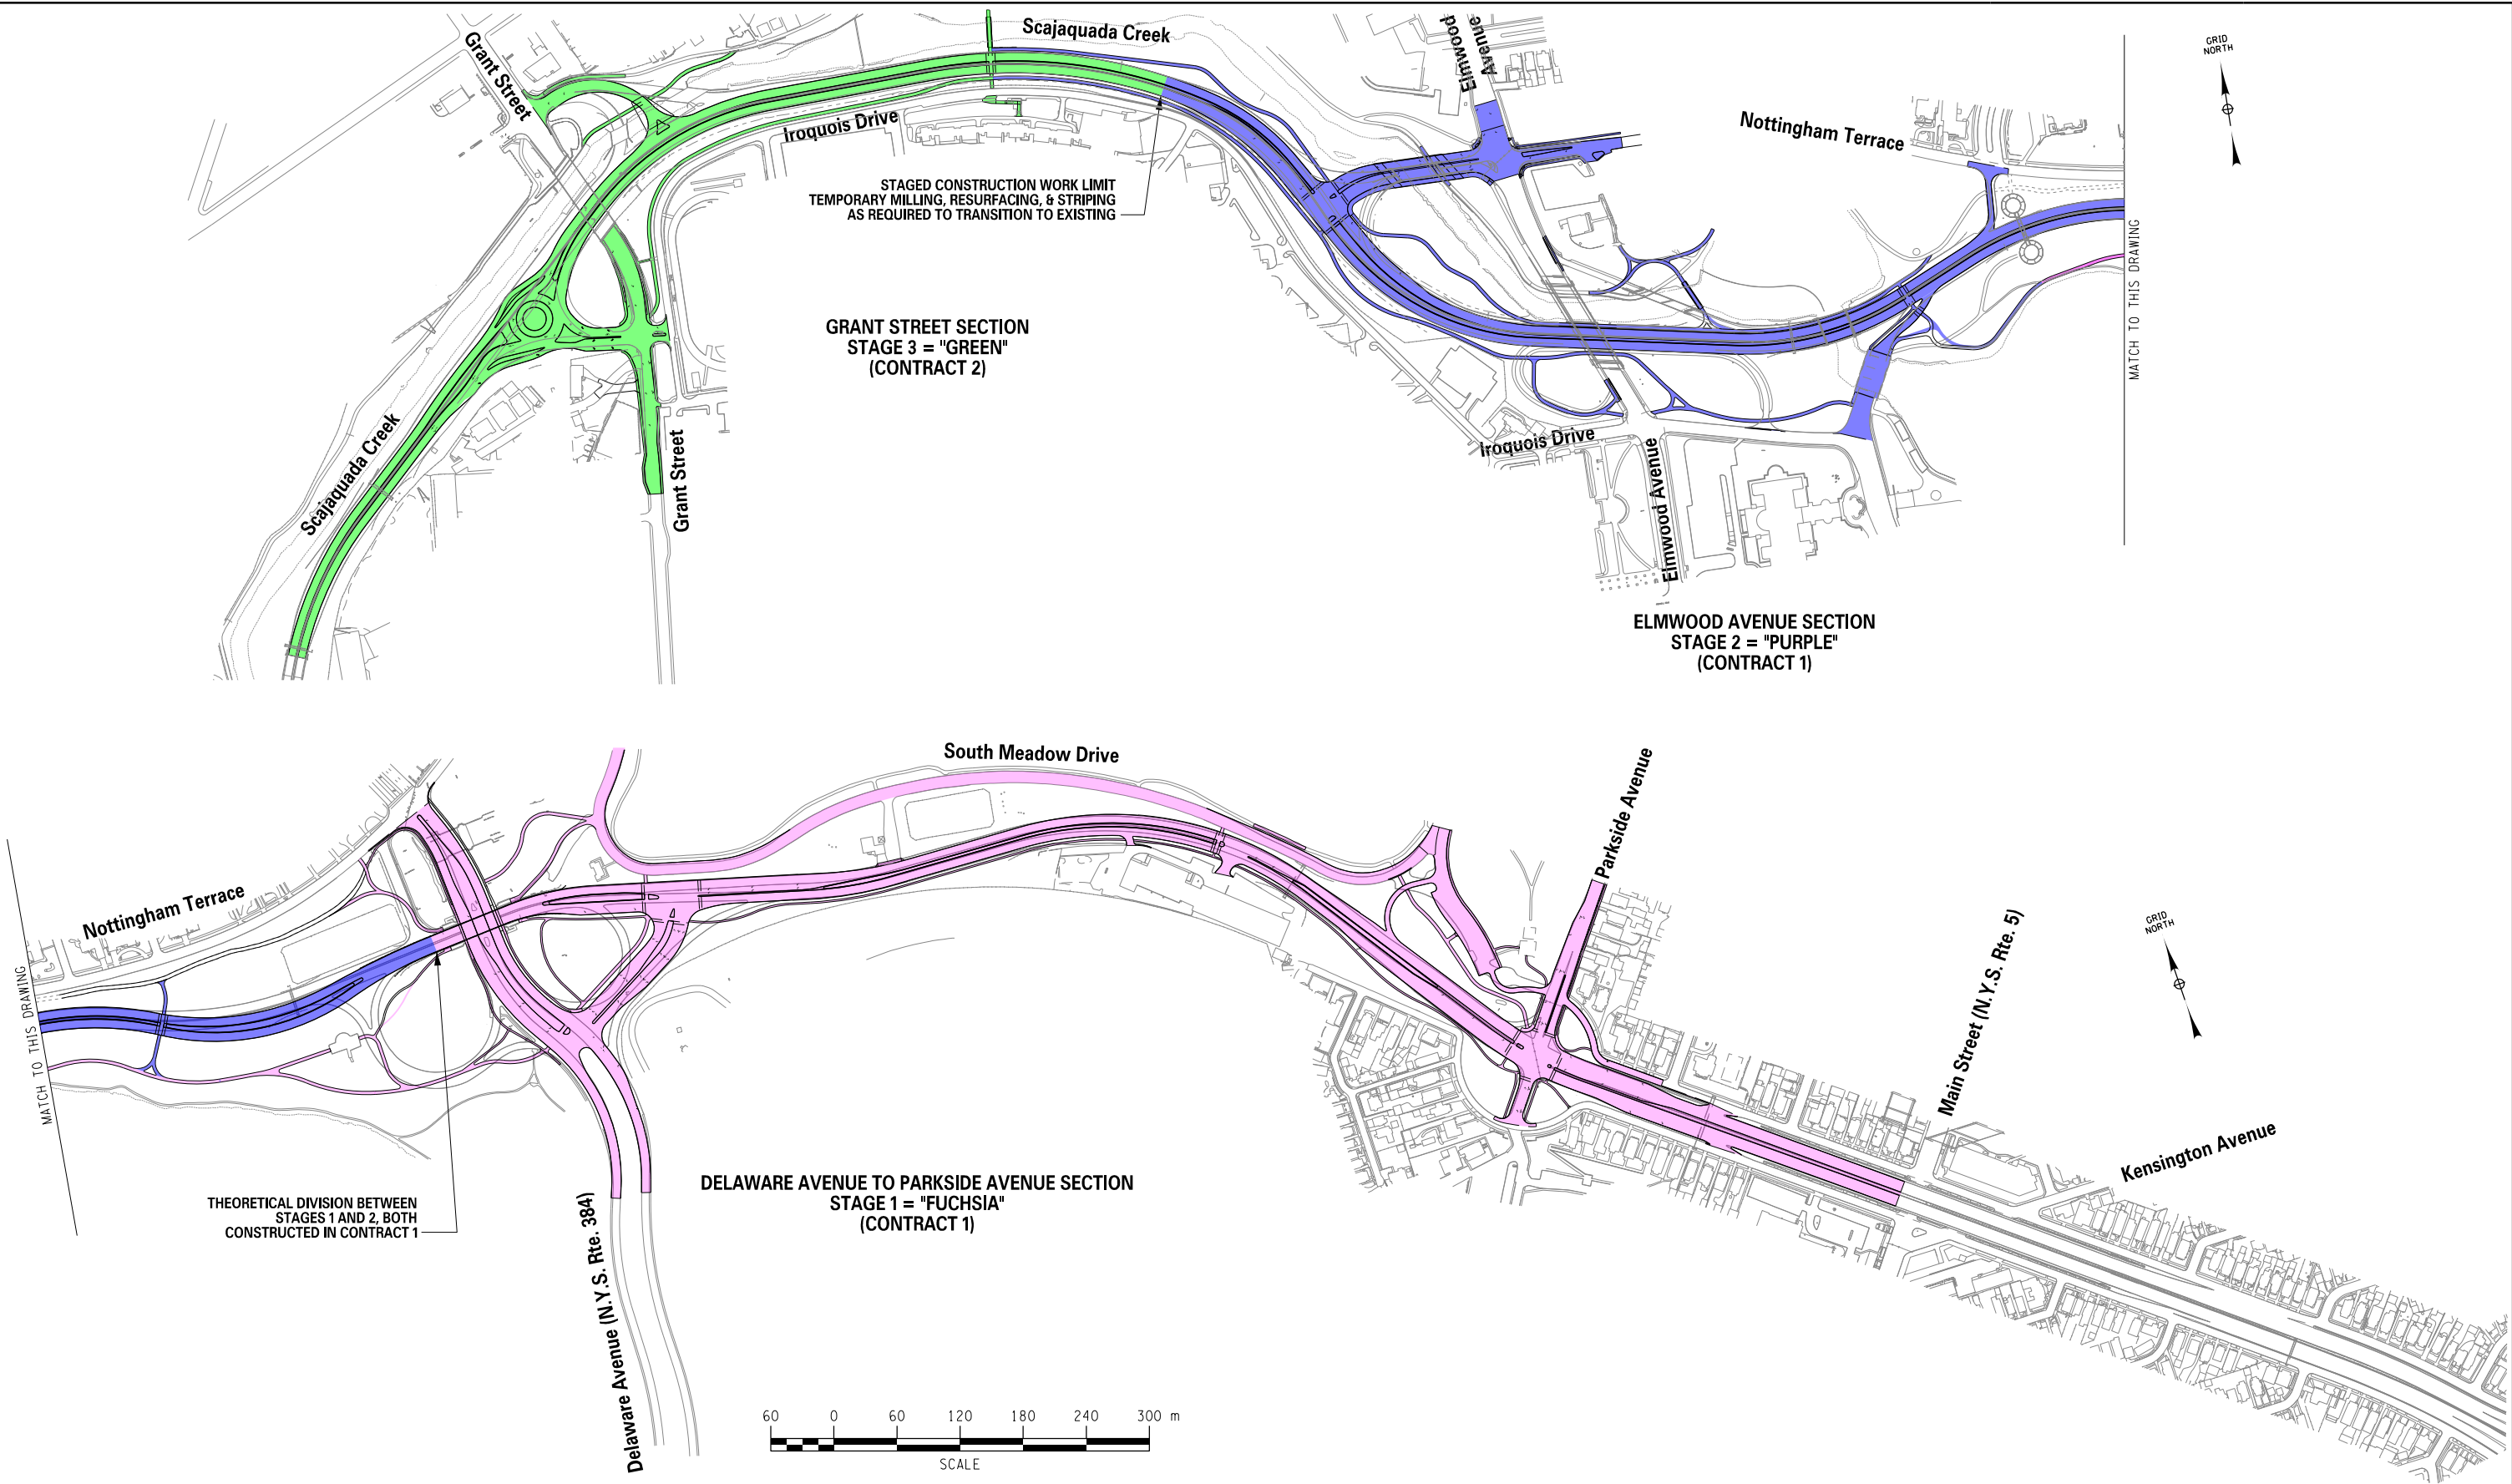 Scajaquada Creek
Elmwood
Avenue
GRID
NORTH
Grant Street
Iroquois Drive
Nottingham Terrace
STAGED CONSTRUCTION WORK LIMIT
TEMPORARY MILLING, RESURFACING, & STRIPING
AS REQUIRED TO TRANSITION TO EXISTING
MATCH TO THIS DRAWING
GRANT STREET SECTION
STAGE 3 = "GREEN"
(CONTRACT 2)
Scajaquada Creek
Grant Street
Iroquois Drive
Elmwood Avenue
ELMWOOD AVENUE SECTION
STAGE 2 = "PURPLE"
(CONTRACT 1)
South Meadow Drive
Parkside Avenue
Nottingham Terrace
GRID
NORTH
Main Street (N.Y.S. Rte. 5)
MATCH TO THIS DRAWING
Kensington Avenue
THEORETICAL DIVISION BETWEEN
STAGES 1 AND 2, BOTH
CONSTRUCTED IN CONTRACT 1
DELAWARE AVENUE TO PARKSIDE AVENUE SECTION
STAGE 1 = "FUCHSIA"
(CONTRACT 1)
Delaware Avenue (N.Y.S. Rte. 384)
60 0 60 120 180 240 300 m
SCALE